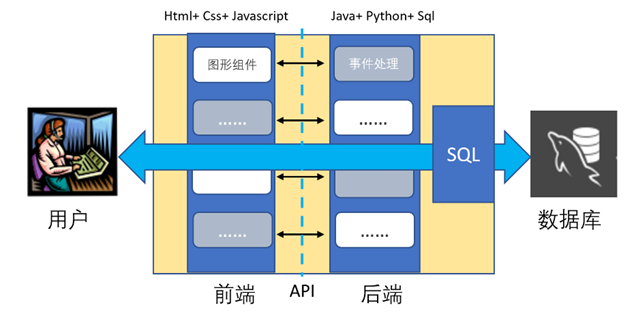 Html+ Css+ Javascript
Java+ Python+ Sql
图形组件
事件处理
......
......
SQL
......
......
用户
数据库
前端
API
后端